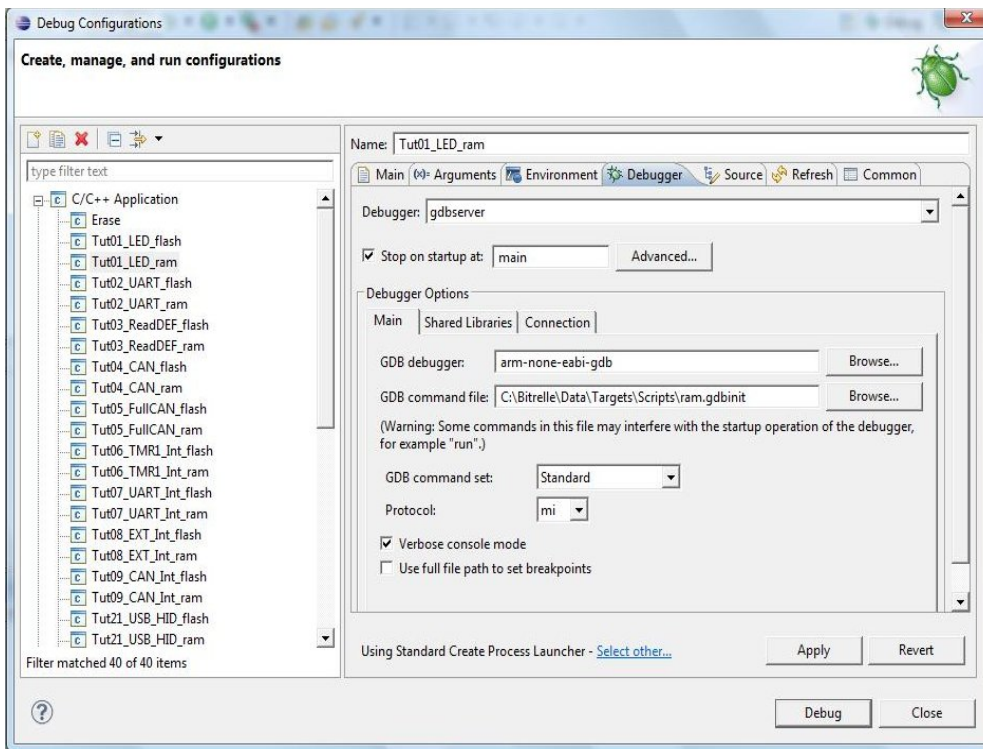 Debug Configurations
Create, manage, and run configurations
type filter text
C/C++ Application
Erase
Tut01_LED_flash
Tut01_LED_ram
Tut02_UART_flash
Tut02_UART_ram
Tut03_ReadDEF_flash
Tut03_ReadDEF_ram
Tut04_CAN_flash
Tut04_CAN_ram
Tut05_FullCAN_flash
Tut05_FullCAN_ram
Tut06_TMR1_Int_flash
Tut06_TMR1_Int_ram
Tut07_UART_Int_flash
Tut07_UART_Int_ram
Tut08_EXT_Int_flash
Tut08_EXT_Int_ram
Tut09_CAN_Int_flash
Tut09_CAN_Int_ram
Tut21_USB_HID_flash
Tut21_USB_HID_ram
Filter matched 40 of 40 items
Name: Tut01_LED_ram
Main (x)= Arguments Environment Debugger Source Refresh Common
Debugger: gdbserver
Stop on startup at: main Advanced...
Debugger Options
Main Shared Libraries Connection
GDB debugger: arm-none-eabi-gdb Browse...
GDB command file: C:\Bitrelle\Data\Targets\Scripts\ram.gdbinit Browse...
(Warning: Some commands in this file may interfere with the startup operation of the debugger,
for example "run".)
GDB command set: Standard
Protocol: mi
Verbose console mode
Use full file path to set breakpoints
Using Standard Create Process Launcher - Select other... Apply Revert
Debug Close